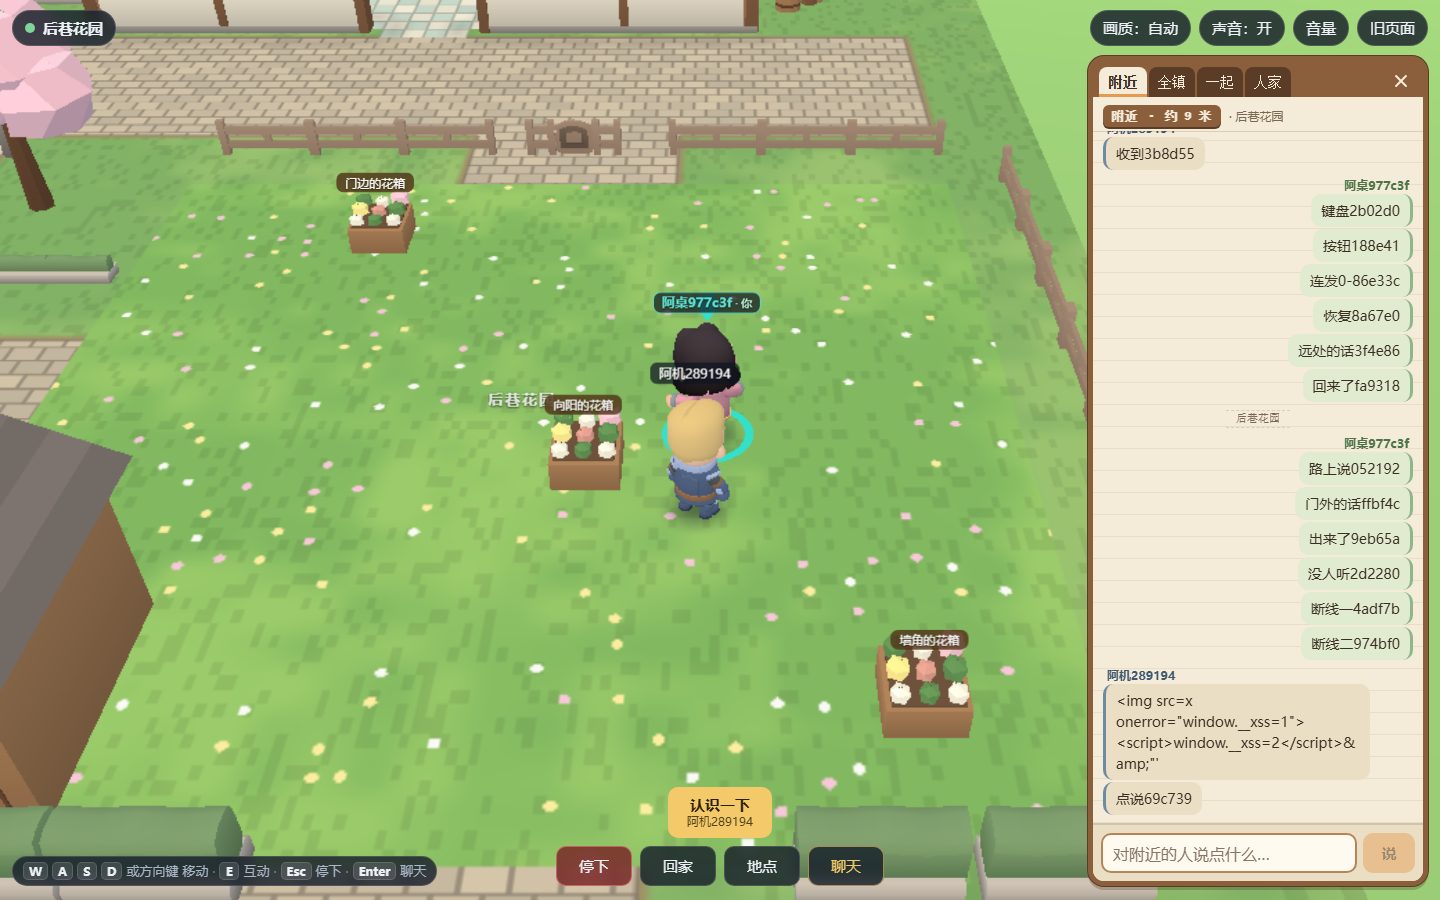 后巷花园
画质：自动
声音：开
音量
旧页面
附近
全镇
一起
人家
×
附近 - 约 9 米
· 后巷花园
阿机289194
收到3b8d55
阿桌977c3f
键盘2b02d0
按钮188e41
连发0-86e33c
恢复8a67e0
远处的话3f4e86
回来了fa9318
后巷花园
阿桌977c3f
路上说052192
门外的话ffbf4c
出来了9eb65a
没人听2d2280
断线一4adf7b
断线二974bf0
阿机289194
<img src=x
onerror="window.__xss=1">
<script>window.__xss=2</script>&
amp;"'
点说69c739
对附近的人说点什么...
说
门边的花箱
阿桌977c3f · 你
阿机289194
后巷花园
向阳的花箱
墙角的花箱
认识一下
阿机289194
W A S D 或方向键 移动 · E 互动 · Esc 停下 · Enter 聊天
停下
回家
地点
聊天